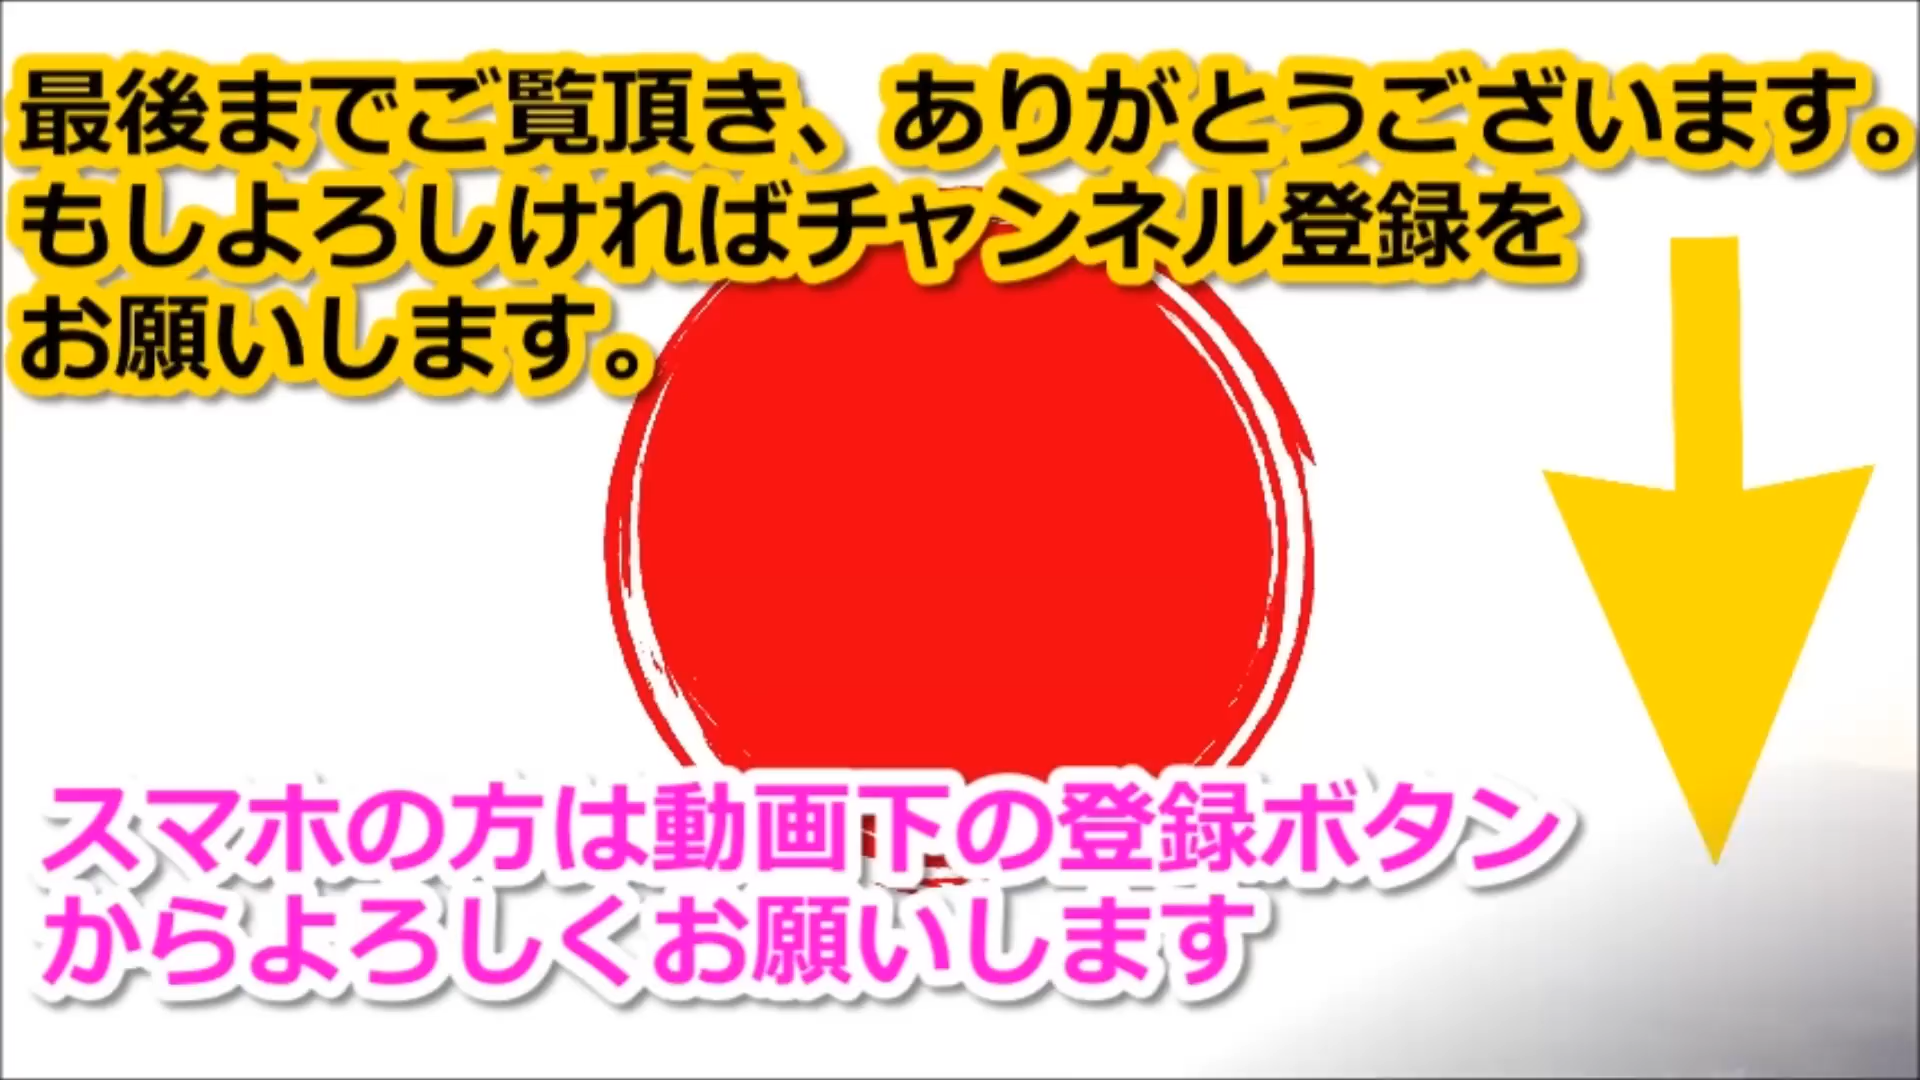 最後までご覧頂き、ありがとうございます。
もしよろしければチャンネル登録を
お願いします。
スマホの方は動画下の登録ボタン
からよろしくお願いします